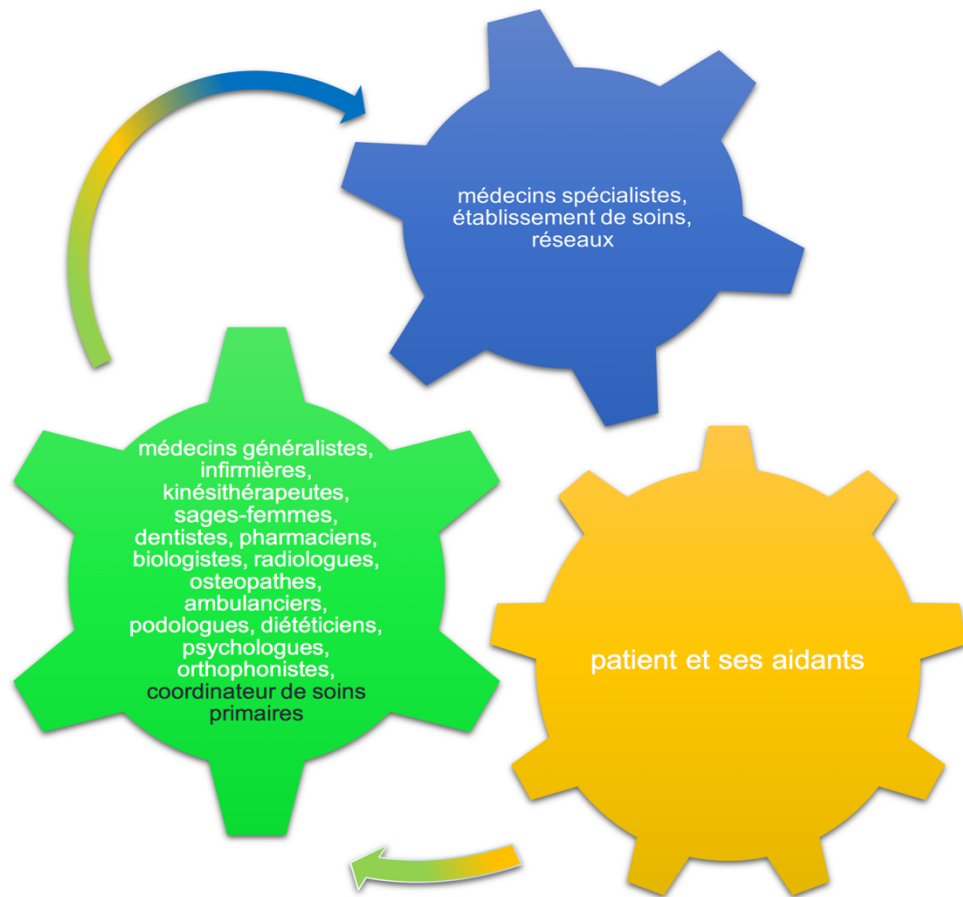 médecins spécialistes,
établissement de soins,
réseaux
médecins généralistes,
infirmières,
kinésithérapeutes,
sages-femmes,
dentistes, pharmaciens,
biologistes, radiologues,
osteopathes,
ambulanciers,
podologues, diététiciens,
psychologues,
orthophonistes,
coordinateur de soins
primaires
patient et ses aidants